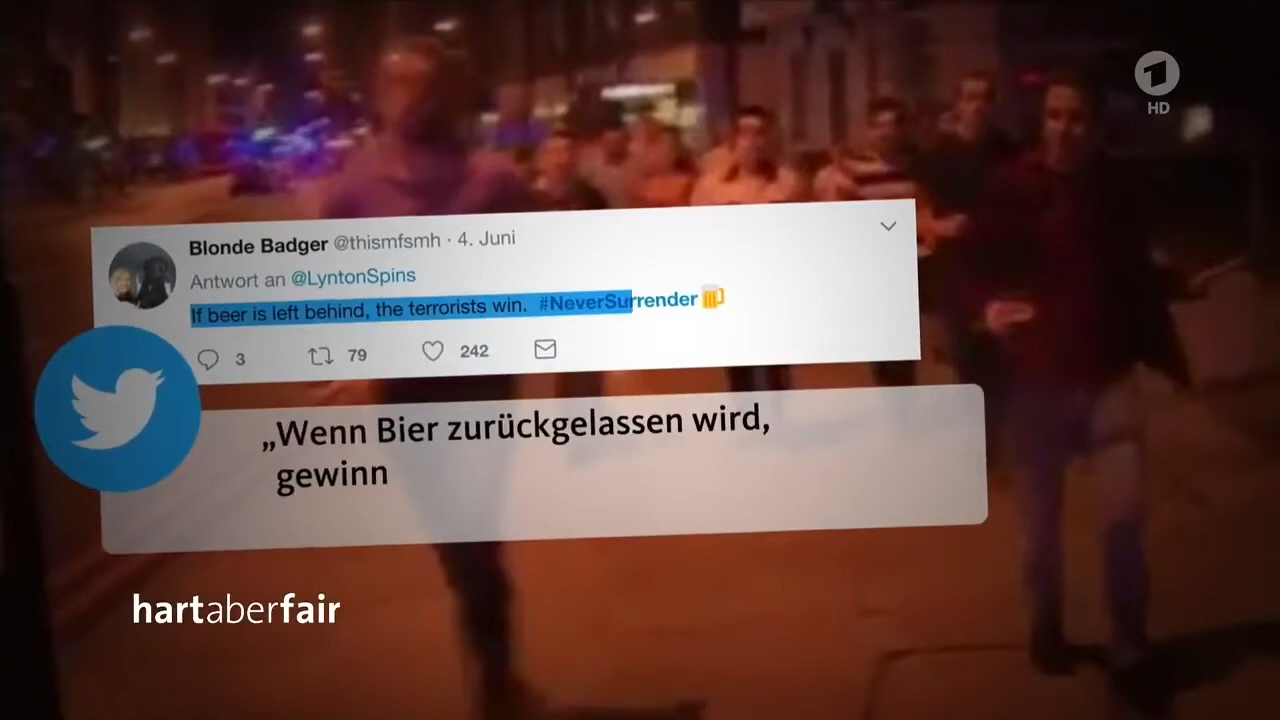 HD
Blonde Badger @thismfsmh · 4. Juni
Antwort an @LyntonSpins
If beer is left behind, the terrorists win. #NeverSurrender🍺
3 79 242
„Wenn Bier zurückgelassen wird,
gewinn
hartaberfair